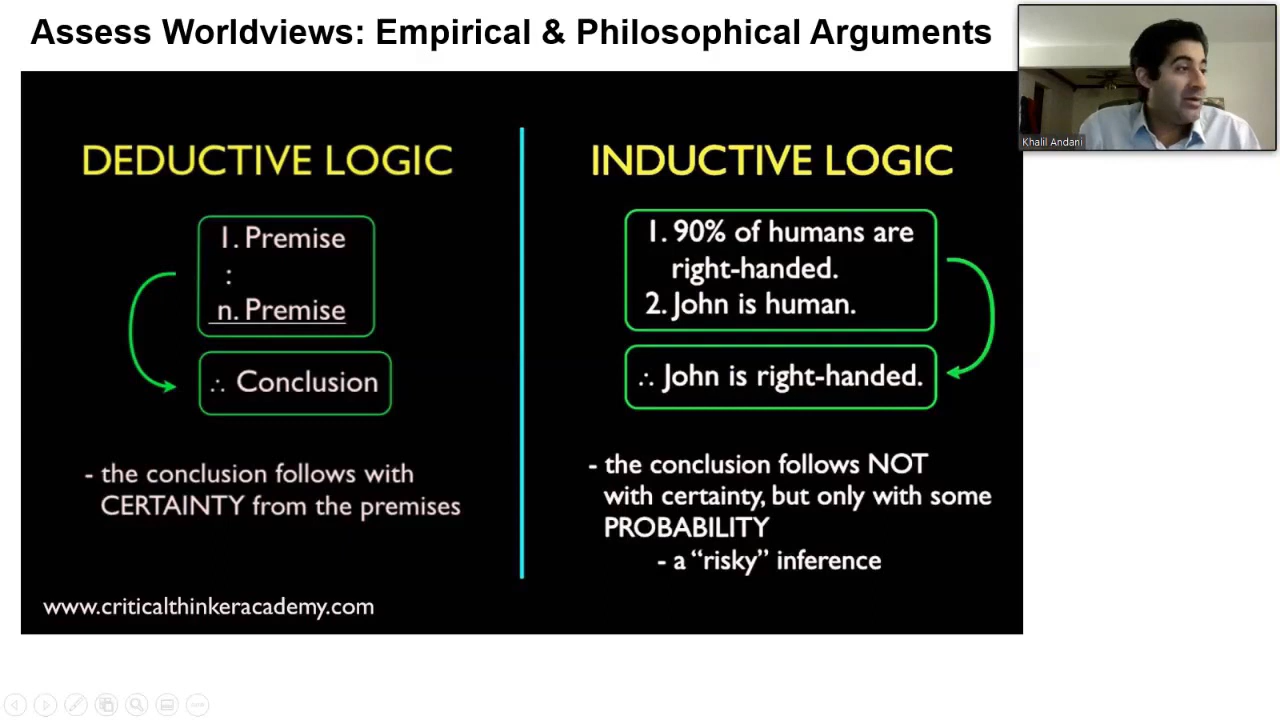 Assess Worldviews: Empirical & Philosophical Arguments
Khalil Andani
DEDUCTIVE LOGIC
1. Premise
:
n. Premise
∴ Conclusion
- the conclusion follows with
CERTAINTY from the premises
INDUCTIVE LOGIC
1. 90% of humans are
right-handed.
2. John is human.
∴ John is right-handed.
- the conclusion follows NOT
with certainty, but only with some
PROBABILITY
- a “risky” inference
www.criticalthinkeracademy.com